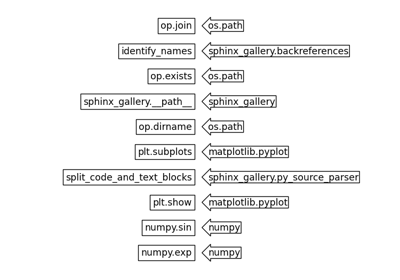 op.join os.path
identify_names sphinx_gallery.backreferences
op.exists os.path
sphinx_gallery.__path__ sphinx_gallery
op.dirname os.path
plt.subplots matplotlib.pyplot
split_code_and_text_blocks sphinx_gallery.py_source_parser
plt.show matplotlib.pyplot
numpy.sin numpy
numpy.exp numpy